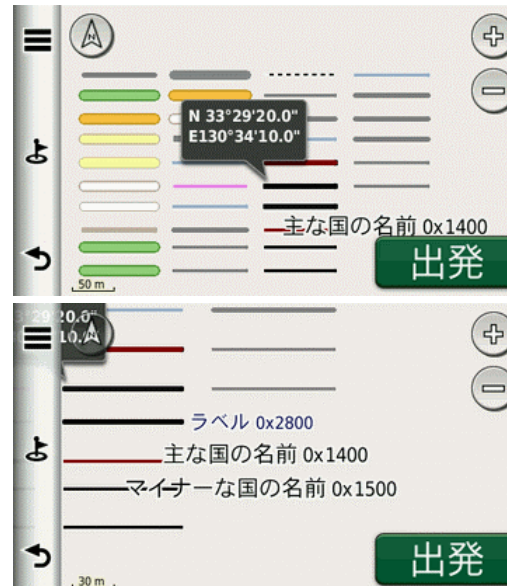 N
N 33°29'20.0"
E130°34'10.0"
主な国の名前 0x1400
50 m
出発
N
ラベル 0x2800
主な国の名前 0x1400
マイナーな国の名前 0x1500
30 m
出発